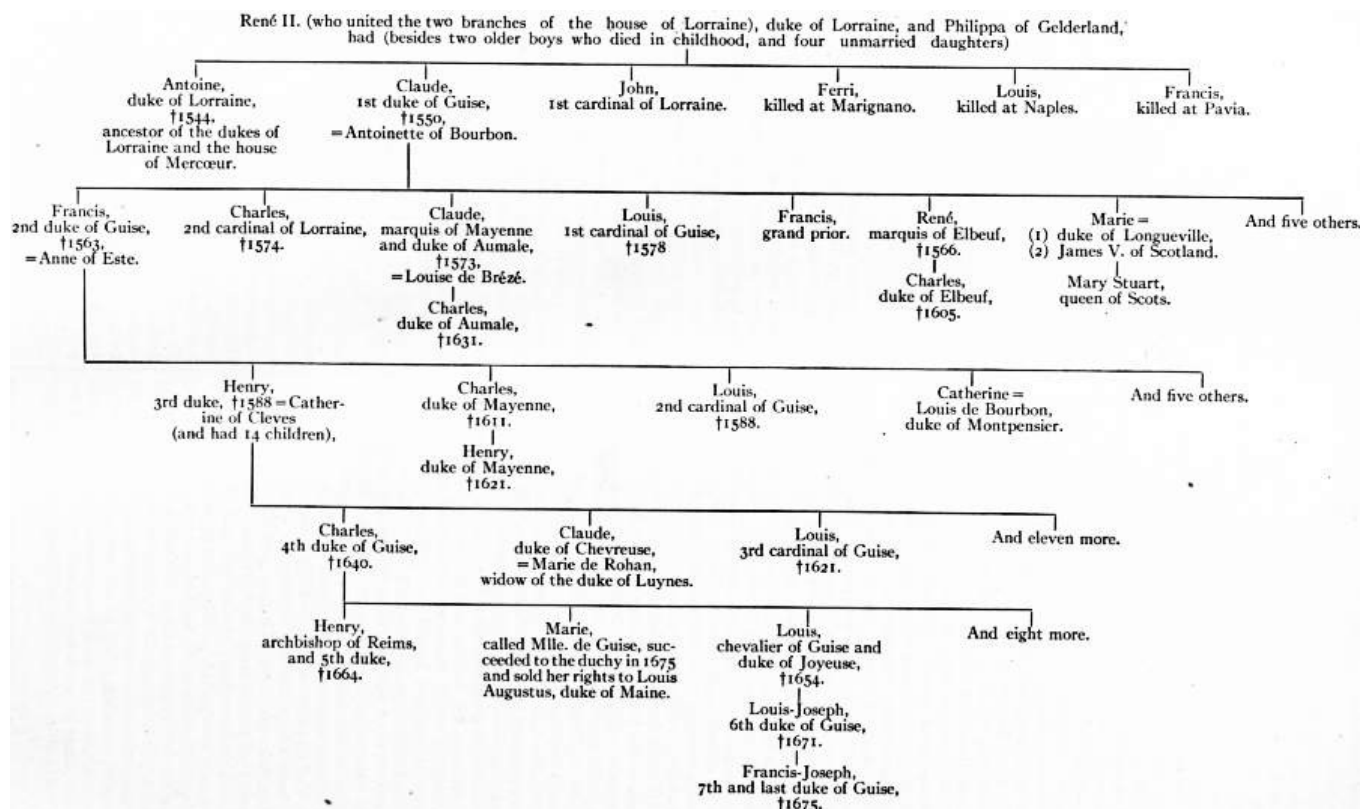 René II. (who united the two branches of the house of Lorraine), duke of Lorraine, and Philippa of Gelderland,
had (besides two older boys who died in childhood, and four unmarried daughters)
Antoine,
duke of Lorraine,
†1544,
ancestor of the dukes of
Lorraine and the house
of Mercœur.
Claude,
1st duke of Guise,
†1550,
=Antoinette of Bourbon.
John,
1st cardinal of Lorraine.
Ferri,
killed at Marignano.
Louis,
killed at Naples.
Francis,
killed at Pavia.
Francis,
2nd duke of Guise,
†1563,
=Anne of Este.
Charles,
2nd cardinal of Lorraine,
†1574.
Claude,
marquis of Mayenne
and duke of Aumale,
†1573,
=Louise de Brézé.
Charles,
duke of Aumale,
†1631.
Louis,
1st cardinal of Guise,
†1578
Francis,
grand prior.
René,
marquis of Elbeuf,
†1566.
Charles,
duke of Elbeuf,
†1605.
Marie=
(1) duke of Longueville,
(2) James V. of Scotland.
Mary Stuart,
queen of Scots.
And five others.
Henry,
3rd duke, †1588=Cather-
ine of Cleves
(and had 14 children),
Charles,
duke of Mayenne,
†1611.
Henry,
duke of Mayenne,
†1621.
Louis,
2nd cardinal of Guise,
†1588.
Catherine=
Louis de Bourbon,
duke of Montpensier.
And five others.
Charles,
4th duke of Guise,
†1640.
Claude,
duke of Chevreuse,
=Marie de Rohan,
widow of the duke of Luynes.
Louis,
3rd cardinal of Guise,
†1621.
And eleven more.
Henry,
archbishop of Reims,
and 5th duke,
†1664.
Marie,
called Mlle. de Guise, suc-
ceeded to the duchy in 1675
and sold her rights to Louis
Augustus, duke of Maine.
Louis,
chevalier of Guise and
duke of Joyeuse,
†1654.
Louis-Joseph,
6th duke of Guise,
†1671.
Francis-Joseph,
7th and last duke of Guise,
†1675.
And eight more.